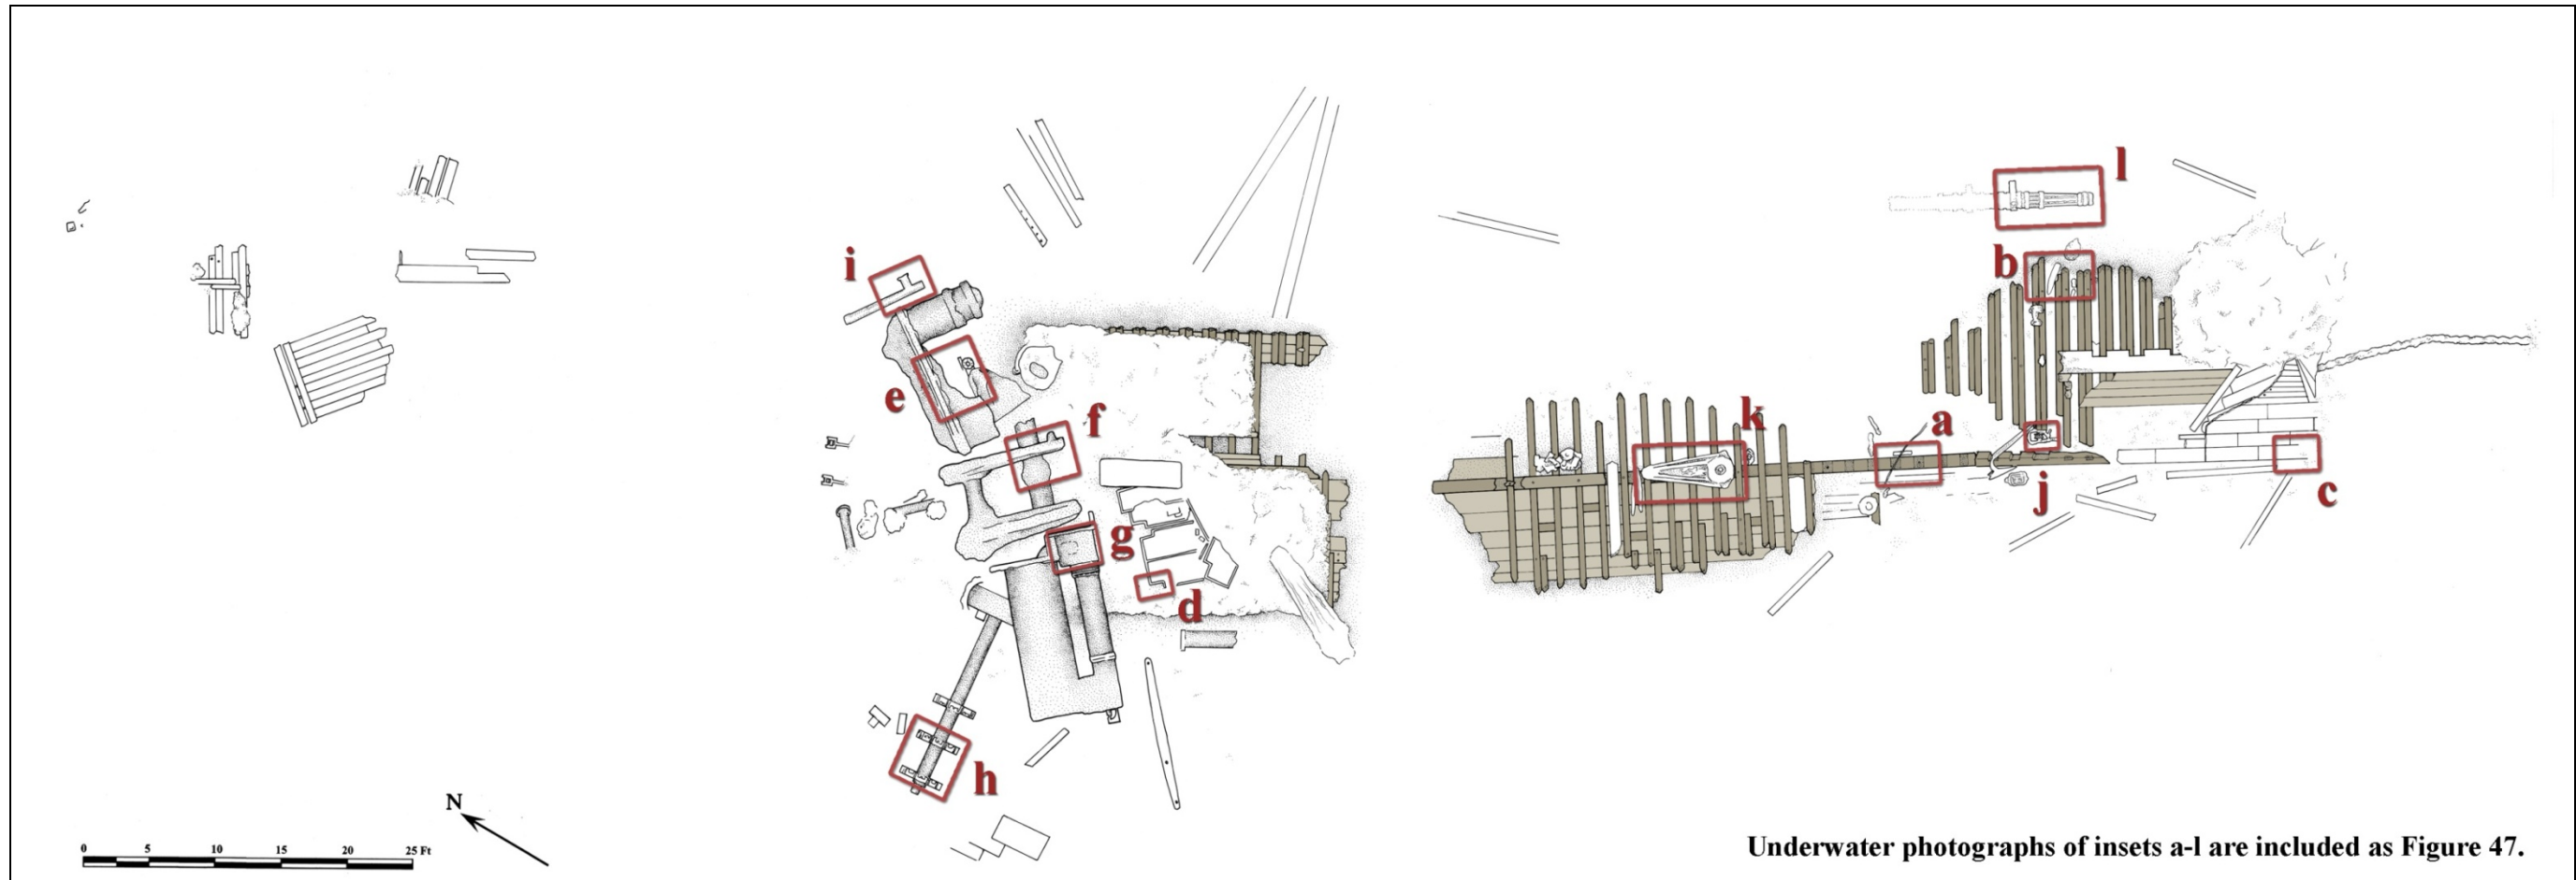 l
b
i
k
a
e
f
j
c
g
d
h
N
0 5 10 15 20 25 Ft
Underwater photographs of insets a-l are included as Figure 47.